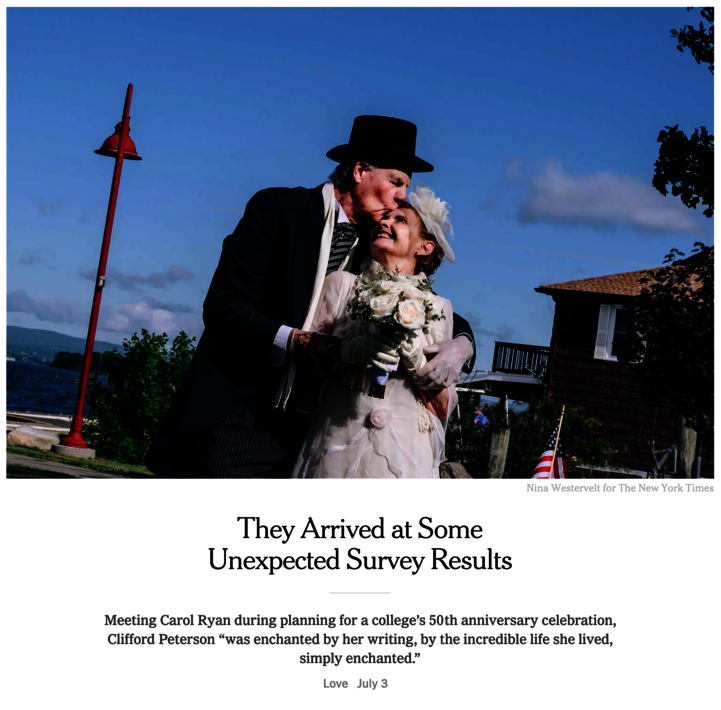 Nina Westervelt for The New York Times
They Arrived at Some
Unexpected Survey Results
Meeting Carol Ryan during planning for a college’s 50th anniversary celebration,
Clifford Peterson “was enchanted by her writing, by the incredible life she lived,
simply enchanted.”
Love July 3